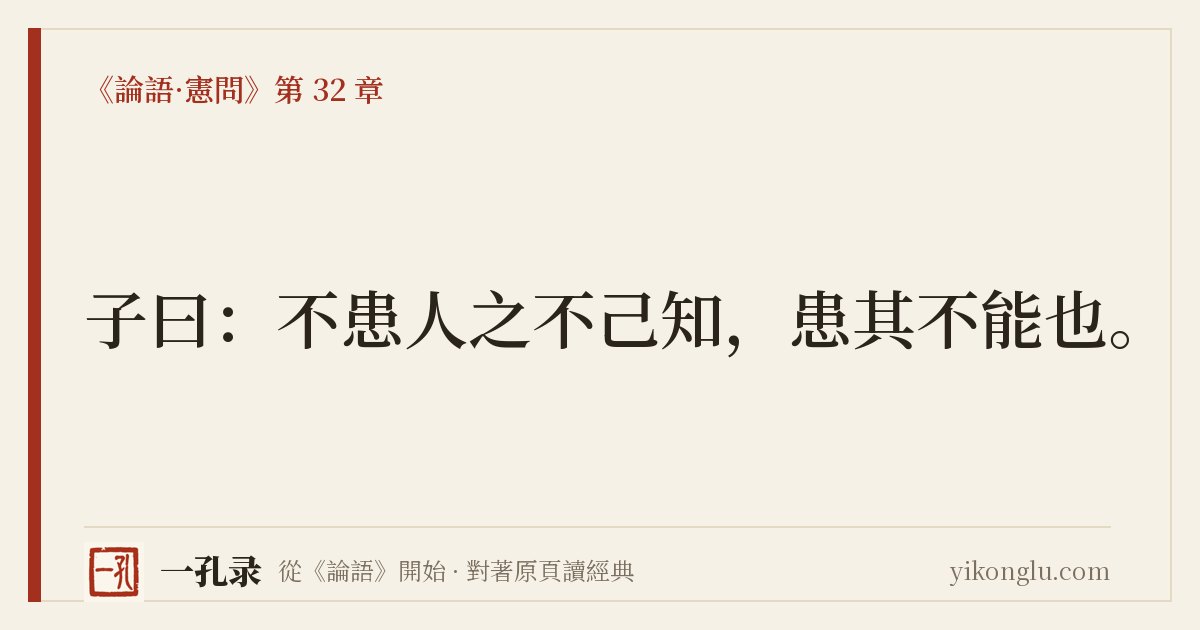 《論語·憲問》第 32 章
子曰：不患人之不己知，患其不能也。
一孔
一孔录 從《論語》開始 · 對著原頁讀經典
yikonglu.com